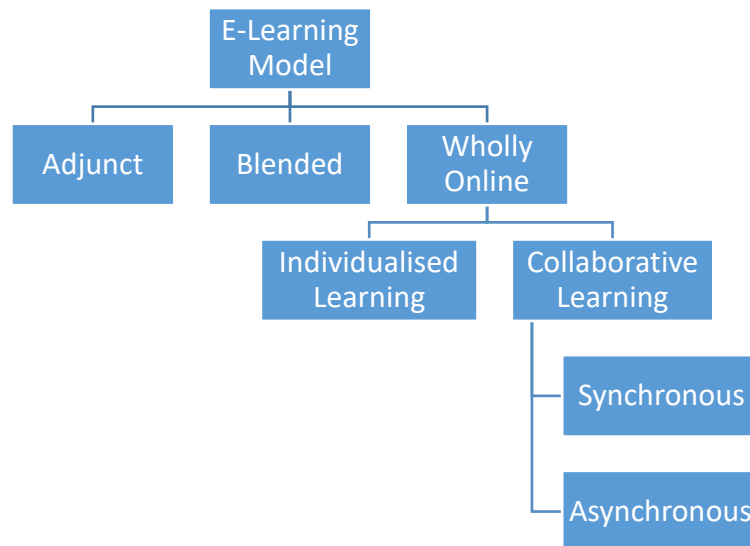 E-Learning
Model
Adjunct
Blended
Wholly
Online
Individualised
Learning
Collaborative
Learning
Synchronous
Asynchronous